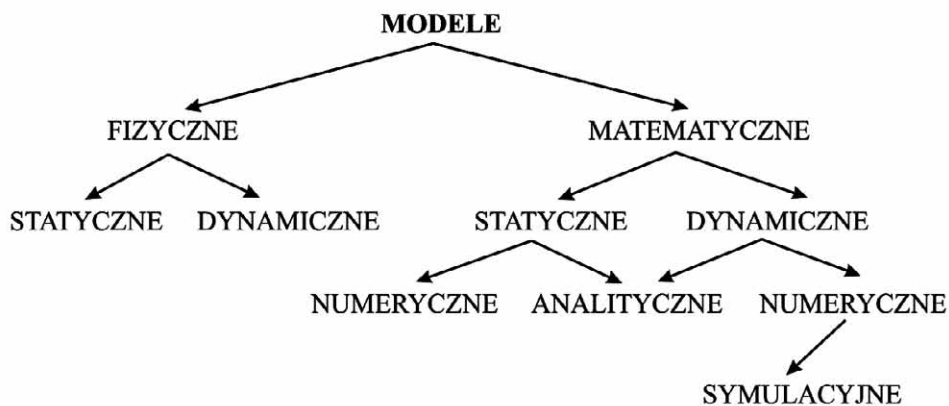 MODELE
FIZYCZNE MATEMATYCZNE
STATYCZNE DYNAMICZNE STATYCZNE DYNAMICZNE
NUMERYCZNE ANALITYCZNE NUMERYCZNE
SYMULACYJNE